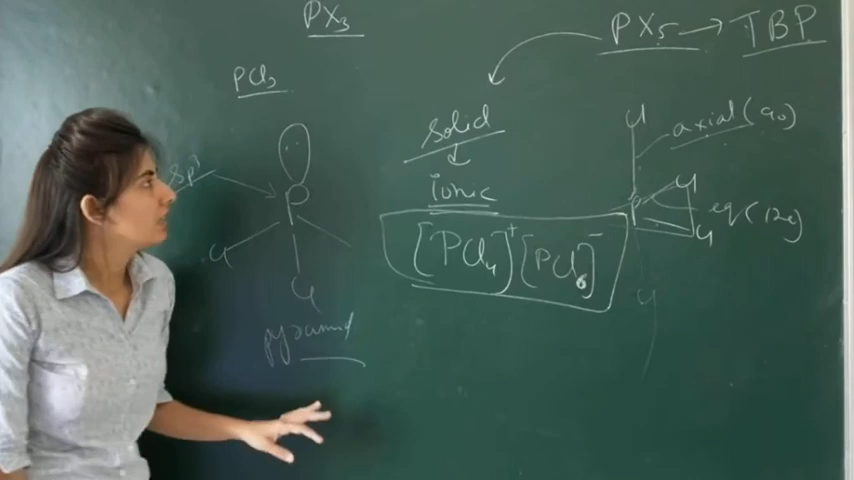 PX3
PX5 → TBP
PCl3
Solid
Cl
axial (90)
sp3
Ionic
P
P
Cl
eq (120)
[PCl4]+ [PCl6]-
Cl
Cl
Cl
Cl
pyramid